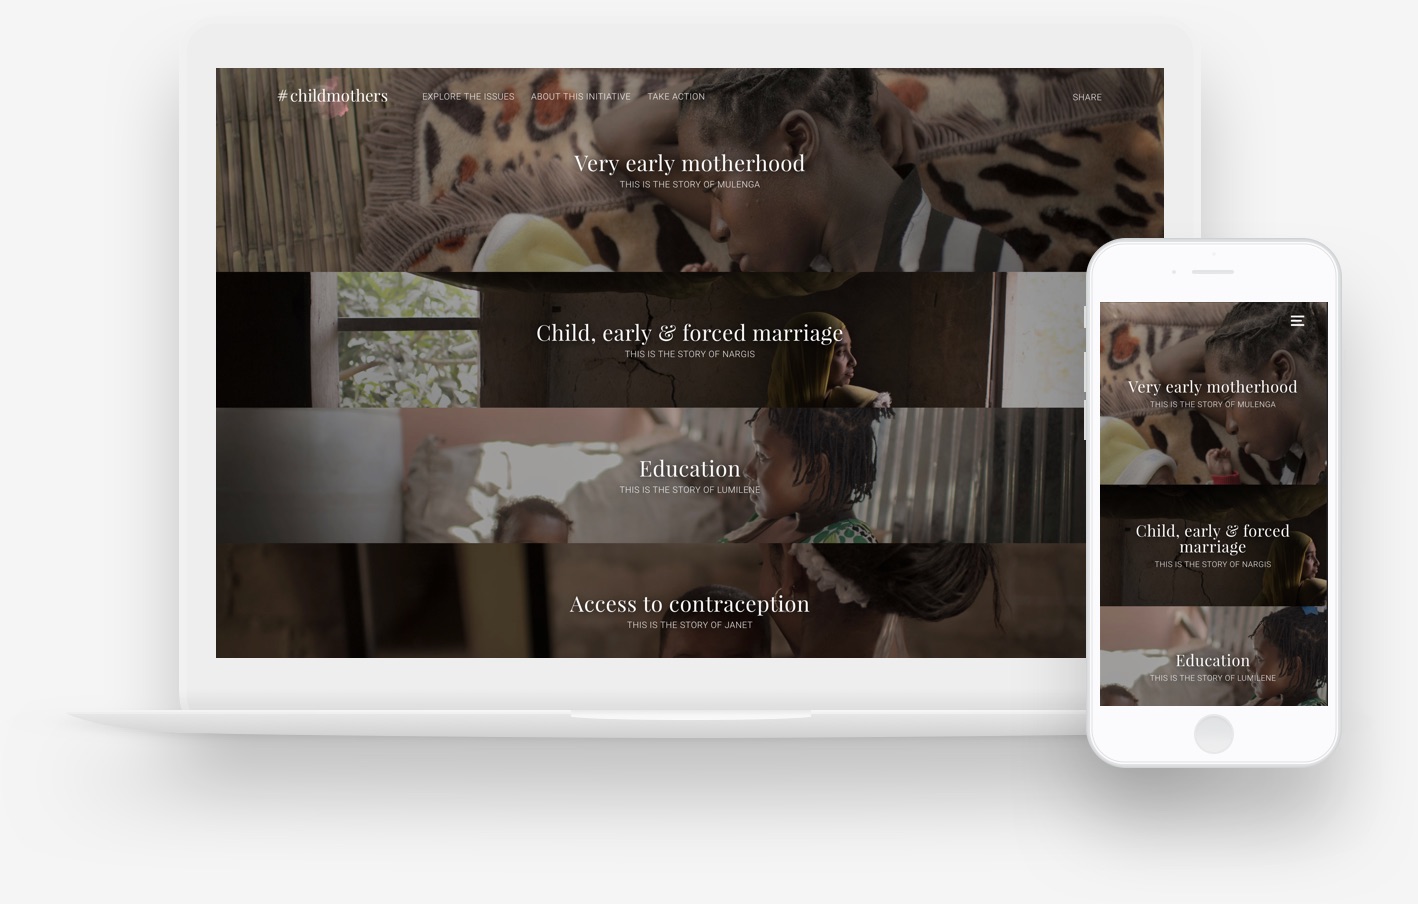 #childmothers
EXPLORE THE ISSUES ABOUT THIS INITIATIVE TAKE ACTION SHARE
Very early motherhood
THIS IS THE STORY OF MULENGA
Child, early & forced marriage
THIS IS THE STORY OF NARGIS
Education
THIS IS THE STORY OF LUMILENE
Access to contraception
THIS IS THE STORY OF JANET
Very early motherhood
THIS IS THE STORY OF MULENGA
Child, early & forced
marriage
THIS IS THE STORY OF NARGIS
Education
THIS IS THE STORY OF LUMILENE